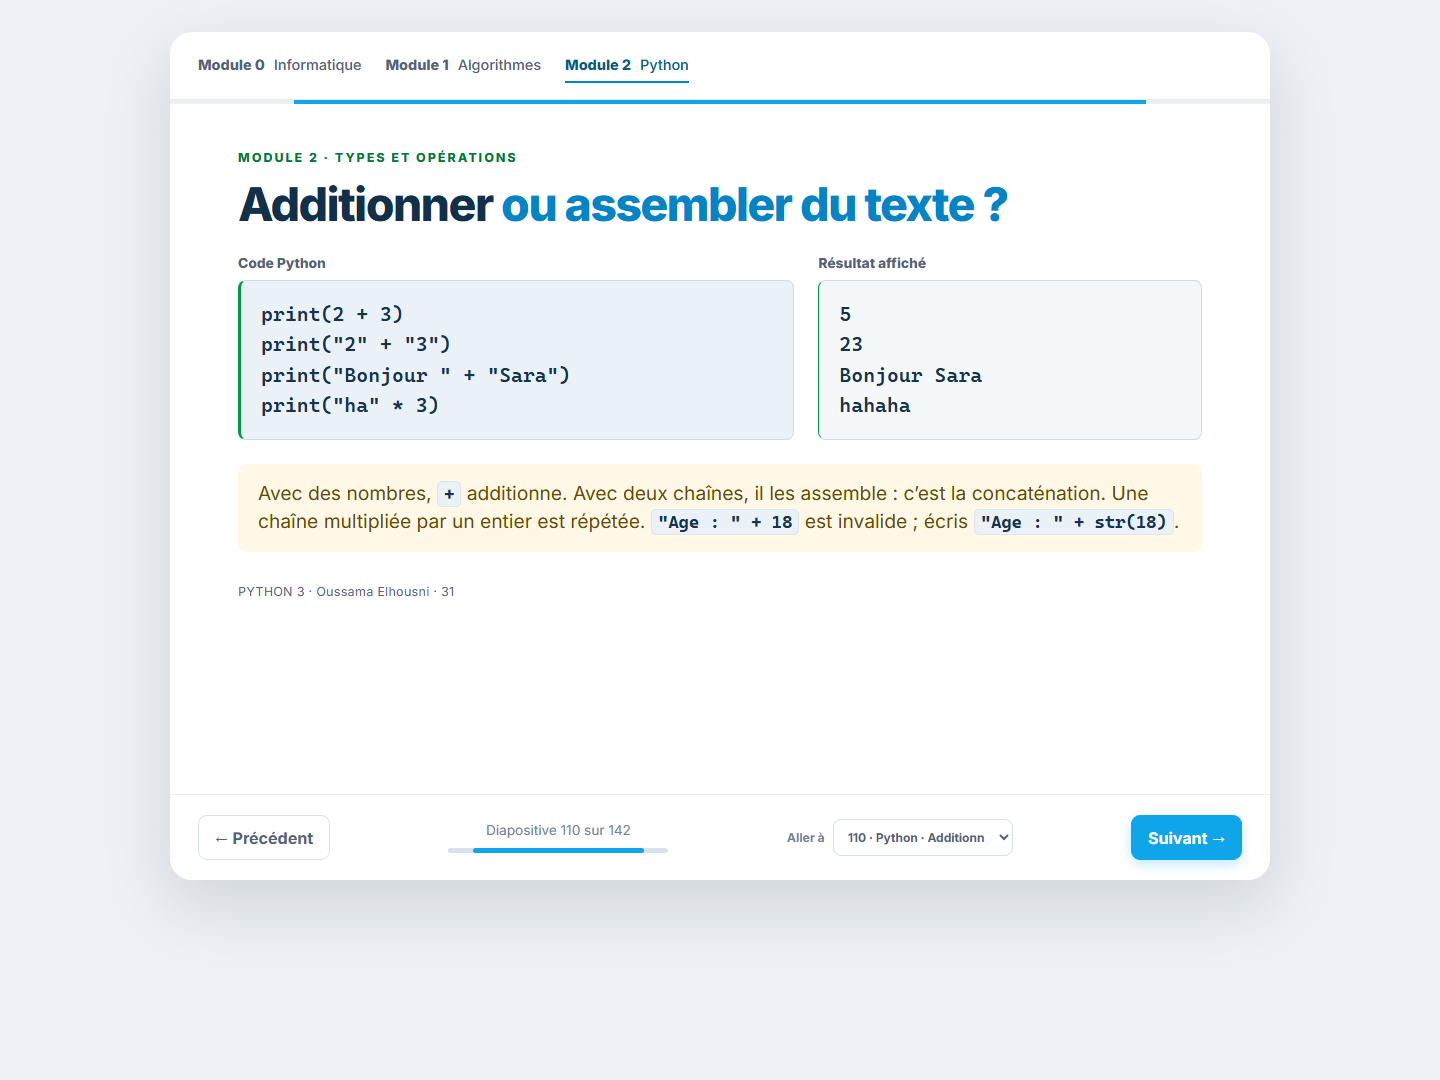 Module 0 Informatique Module 1 Algorithmes Module 2 Python
MODULE 2 · TYPES ET OPÉRATIONS
Additionner ou assembler du texte ?
Code Python
print(2 + 3)
print("2" + "3")
print("Bonjour " + "Sara")
print("ha" * 3)
Résultat affiché
5
23
Bonjour Sara
hahaha
Avec des nombres, + additionne. Avec deux chaînes, il les assemble : c’est la concaténation. Une
chaîne multipliée par un entier est répétée. "Age : " + 18 est invalide ; écris "Age : " + str(18).
PYTHON 3 · Oussama Elhousni · 31
← Précédent
Diapositive 110 sur 142
Aller à 110 · Python · Additionn
Suivant →